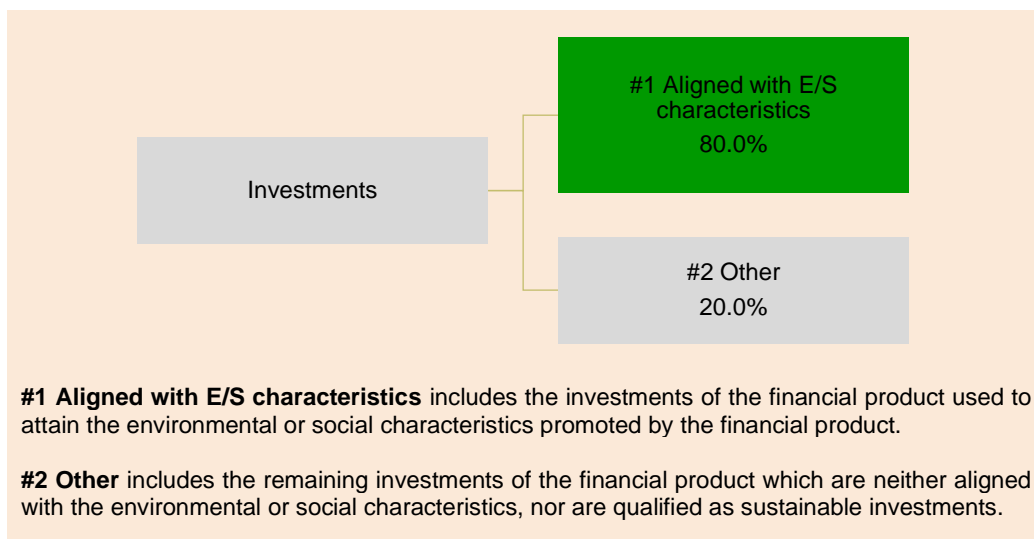 #1 Aligned with E/S
characteristics
80.0%
Investments
#2 Other
20.0%
#1 Aligned with E/S characteristics includes the investments of the financial product used to
attain the environmental or social characteristics promoted by the financial product.
#2 Other includes the remaining investments of the financial product which are neither aligned
with the environmental or social characteristics, nor are qualified as sustainable investments.